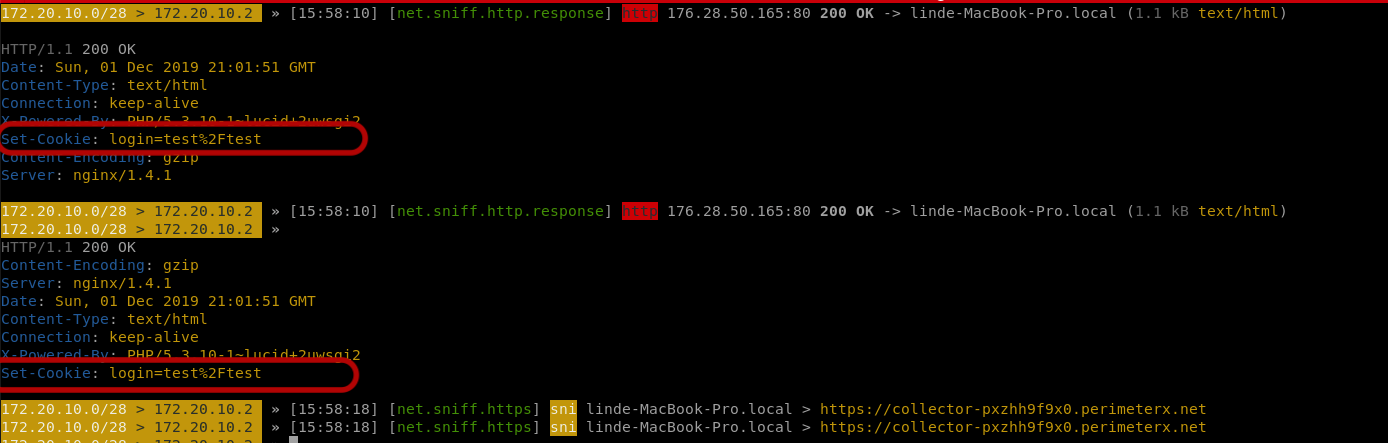 172.20.10.0/28 > 172.20.10.2 » [15:58:10] [net.sniff.http.response] http 176.28.50.165:80 200 OK -> linde-MacBook-Pro.local (1.1 kB text/html)
HTTP/1.1 200 OK
Date: Sun, 01 Dec 2019 21:01:51 GMT
Content-Type: text/html
Connection: keep-alive
X-Powered-By: PHP/5.3.10-1~lucid+2uwsgi2
Set-Cookie: login=test%2Ftest
Content-Encoding: gzip
Server: nginx/1.4.1
172.20.10.0/28 > 172.20.10.2 » [15:58:10] [net.sniff.http.response] http 176.28.50.165:80 200 OK -> linde-MacBook-Pro.local (1.1 kB text/html)
172.20.10.0/28 > 172.20.10.2 »
HTTP/1.1 200 OK
Content-Encoding: gzip
Server: nginx/1.4.1
Date: Sun, 01 Dec 2019 21:01:51 GMT
Content-Type: text/html
Connection: keep-alive
X-Powered-By: PHP/5.3.10-1~lucid+2uwsgi2
Set-Cookie: login=test%2Ftest
172.20.10.0/28 > 172.20.10.2 » [15:58:18] [net.sniff.https] sni linde-MacBook-Pro.local > https://collector-pxzhh9f9x0.perimeterx.net
172.20.10.0/28 > 172.20.10.2 » [15:58:18] [net.sniff.https] sni linde-MacBook-Pro.local > https://collector-pxzhh9f9x0.perimeterx.net